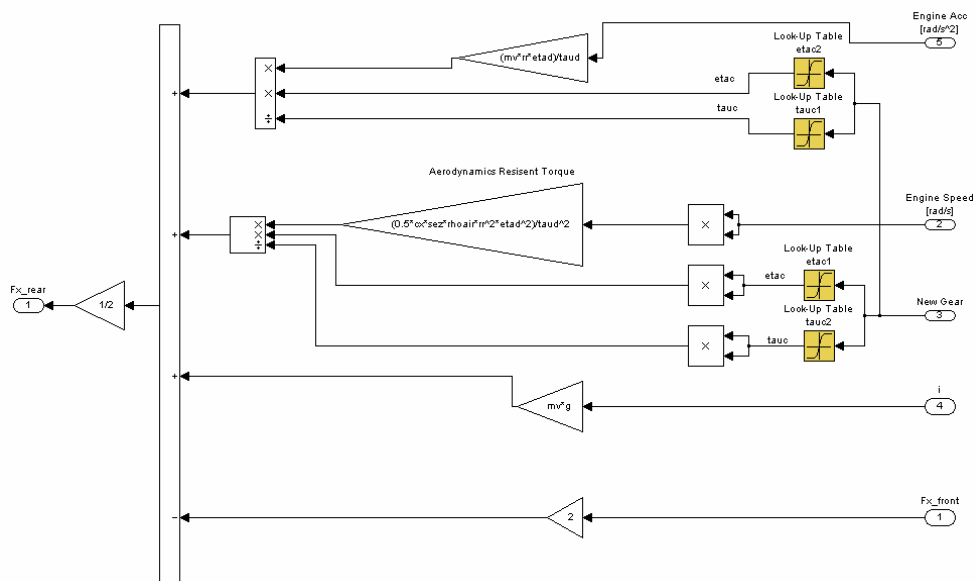 Engine Acc
[rad/s^2]
5
Look-Up Table
etac2
(mv*rr*etad)/taud
×
etac
+
×
Look-Up Table
tauc1
tauc
÷
Aerodynamics Resisent Torque
Engine Speed
[rad/s]
2
(0.5*cx*sez*rhoair*rr^2*etad^2)/taud^2
×
×
×
÷
+
Look-Up Table
etac1
etac
×
Fx_rear
1
1/2
New Gear
3
Look-Up Table
tauc2
tauc
×
+
i
4
mv*g
Fx_front
1
2
−